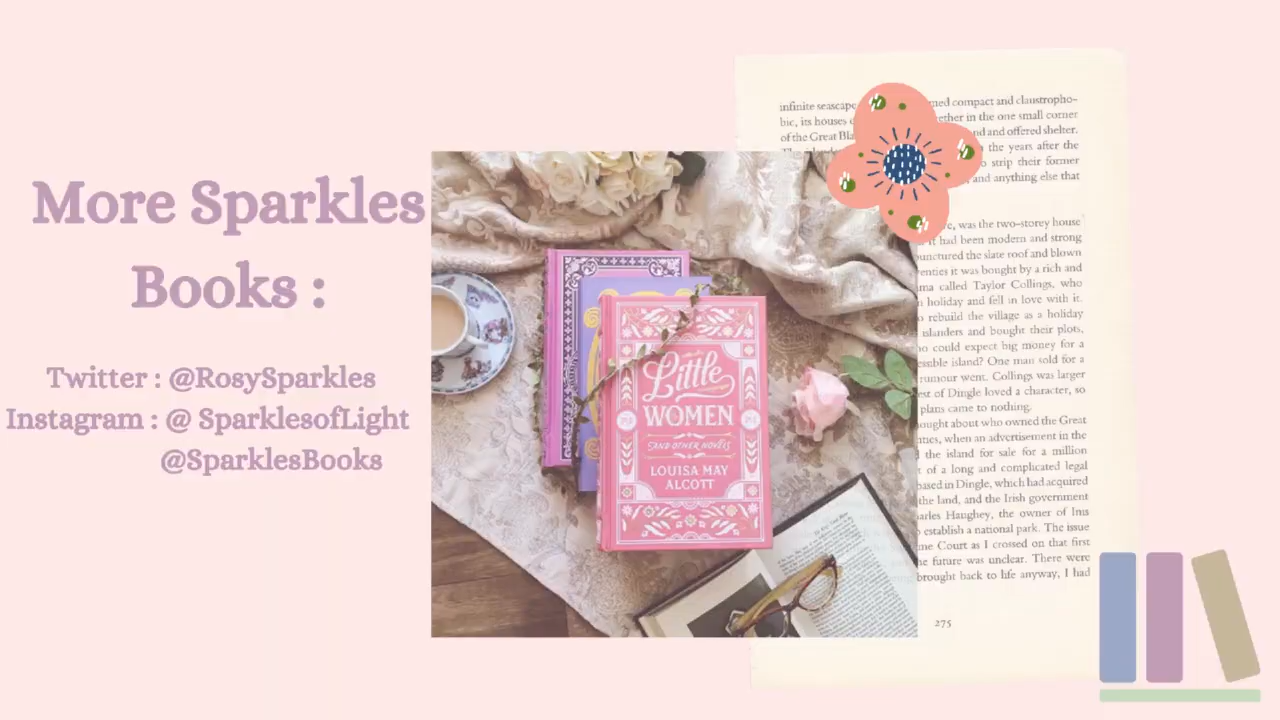 More Sparkles
Books :
Twitter : @RosySparkles
Instagram : @ SparklesofLight
@SparklesBooks
Little
WOMEN
AND OTHER NOVELS
LOUISA MAY
ALCOTT
infinite seascape
ned compact and claustropho-
bic, its houses
ether in the one small corner
of the Great Bla
nd and offered shelter.
the years after the
o strip their former
, and anything else that
e, was the two-storey house
it had been modern and strong
punctured the slate roof and blown
enties it was bought by a rich and
ma called Taylor Collings, who
holiday and fell in love with it.
rebuild the village as a holiday
islanders and bought their plots,
o could expect big money for a
ssible island? One man sold for a
rumour went. Collings was larger
est of Dingle loved a character, so
plans came to nothing.
ought about who owned the Great
nties, when an advertisement in the
the island for sale for a million
t of a long and complicated legal
based in Dingle, which had acquired
the land, and the Irish government
arles Haughey, the owner of Inis
establish a national park. The issue
me Court as I crossed on that first
he future was unclear. There were
brought back to life anyway, I had
275